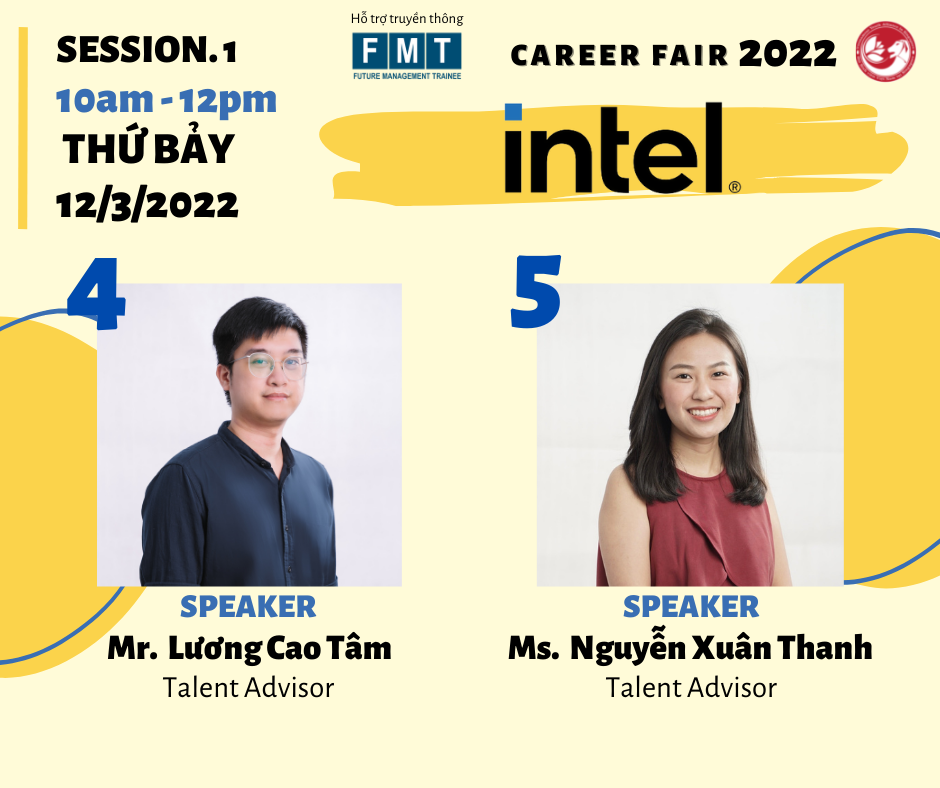 SESSION. 1
10am - 12pm
THỨ BẢY
12/3/2022
Hỗ trợ truyền thông
FMT
FUTURE MANAGEMENT TRAINEE
CAREER FAIR 2022
intel®
4
5
SPEAKER
Mr. Lương Cao Tâm
Talent Advisor
SPEAKER
Ms. Nguyễn Xuân Thanh
Talent Advisor